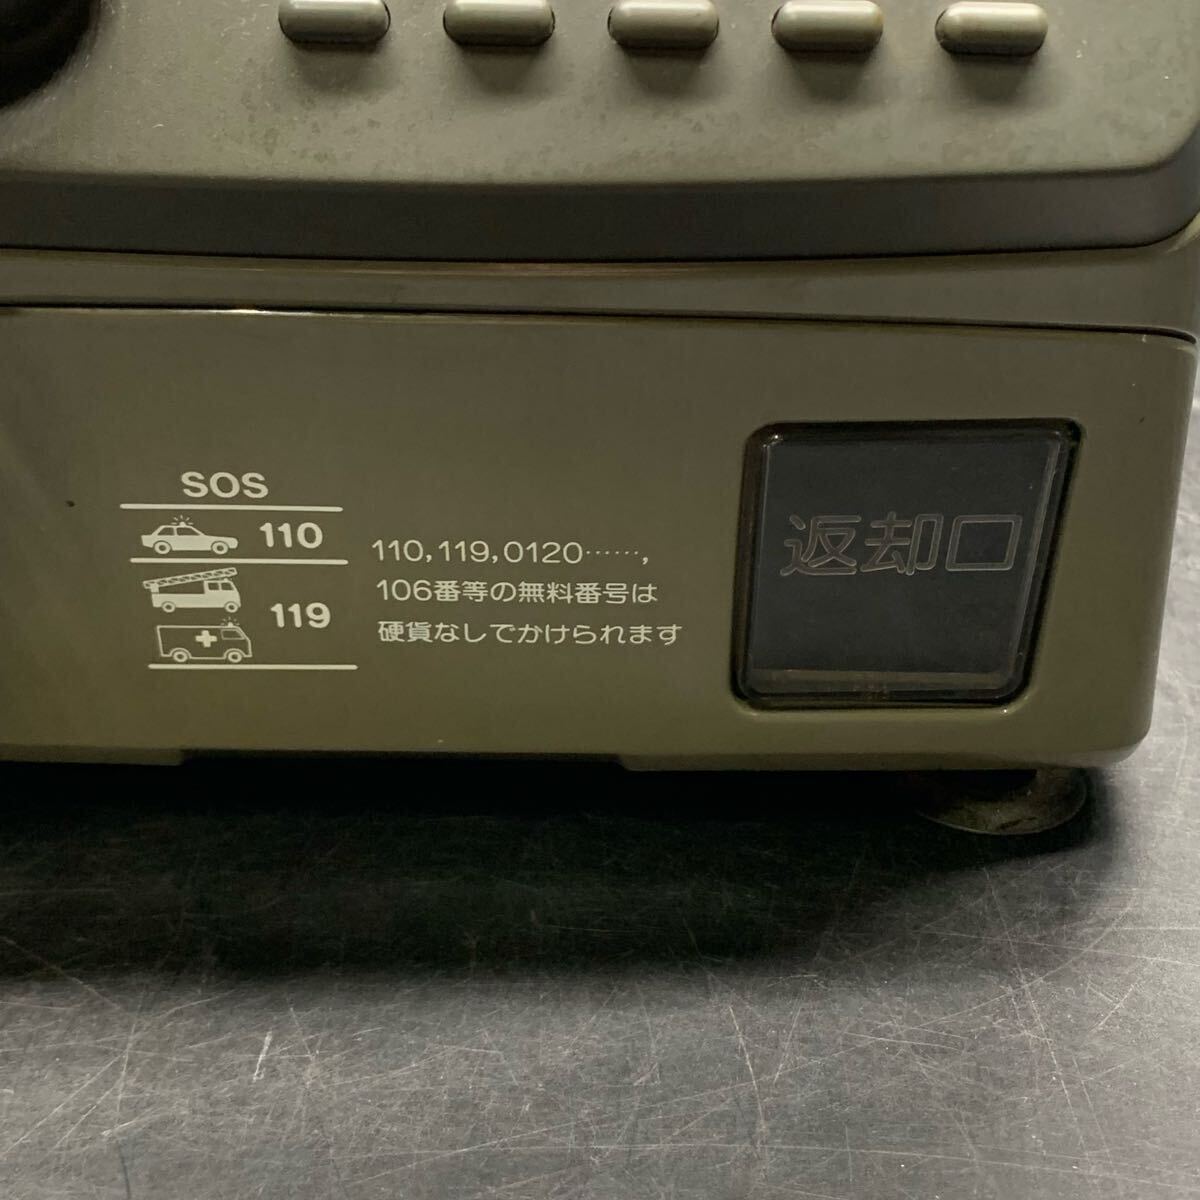 SOS
110
119
110,119,0120……,
106番等の無料番号は
硬貨なしでかけられます
返却口